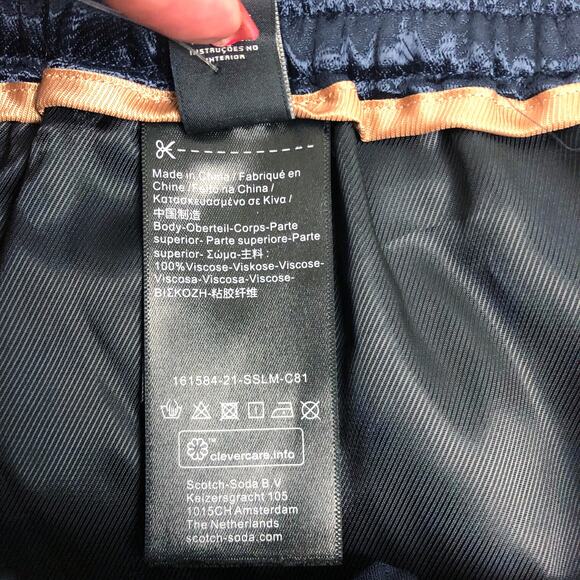 INSTRUÇÕES NO
INTERIOR
Made in China / Fabriqué en
Chine / Feito na China /
Κατασκευασμένο σε Κίνα /
中国制造
Body-Oberteil-Corps-Parte
superior- Parte superiore-Parte
superior- Σώμα-主料 :
100%Viscose-Viskose-Viscose-
Viscosa-Viscosa-Viscose-
ΒΙΣΚΟΖΗ-粘胶纤维
161584-21-SSLM-C81
clevercare.info
TM
Scotch-Soda B.V
Keizersgracht 105
1015CH Amsterdam
The Netherlands
scotch-soda.com